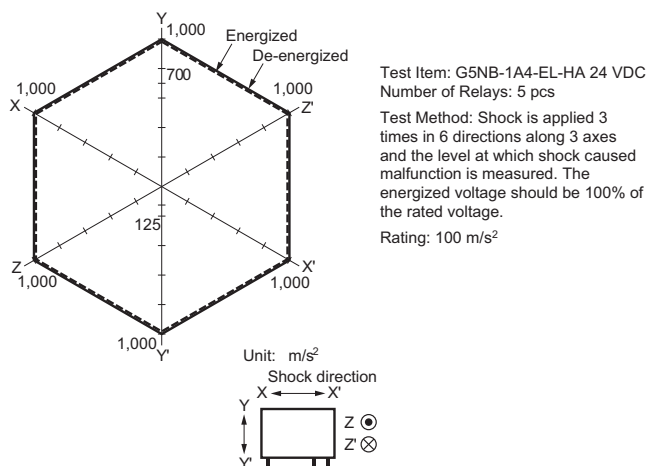 Y
1,000
Energized
De-energized
700
1,000
1,000
X
Z'
125
Z
X'
1,000
1,000
1,000
Y'
Test Item: G5NB-1A4-EL-HA 24 VDC
Number of Relays: 5 pcs
Test Method: Shock is applied 3
times in 6 directions along 3 axes
and the level at which shock caused
malfunction is measured. The
energized voltage should be 100% of
the rated voltage.
Rating: 100 m/s²
Unit: m/s²
Shock direction
X X'
Y
Z
Z'
Y'